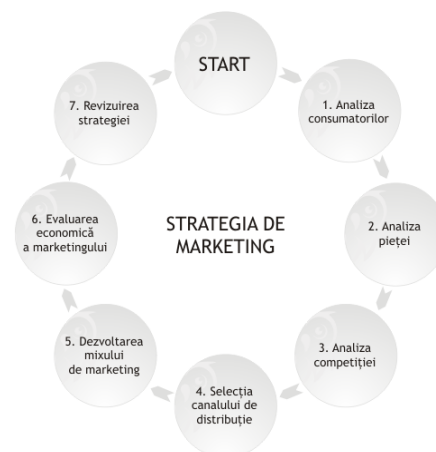 START
1. Analiza
consumatorilor
2. Analiza
pieței
3. Analiza
competiției
4. Selecția
canalului de
distribuție
5. Dezvoltarea
mixului
de marketing
6. Evaluarea
economică
a marketingului
7. Revizuirea
strategiei
STRATEGIA DE
MARKETING